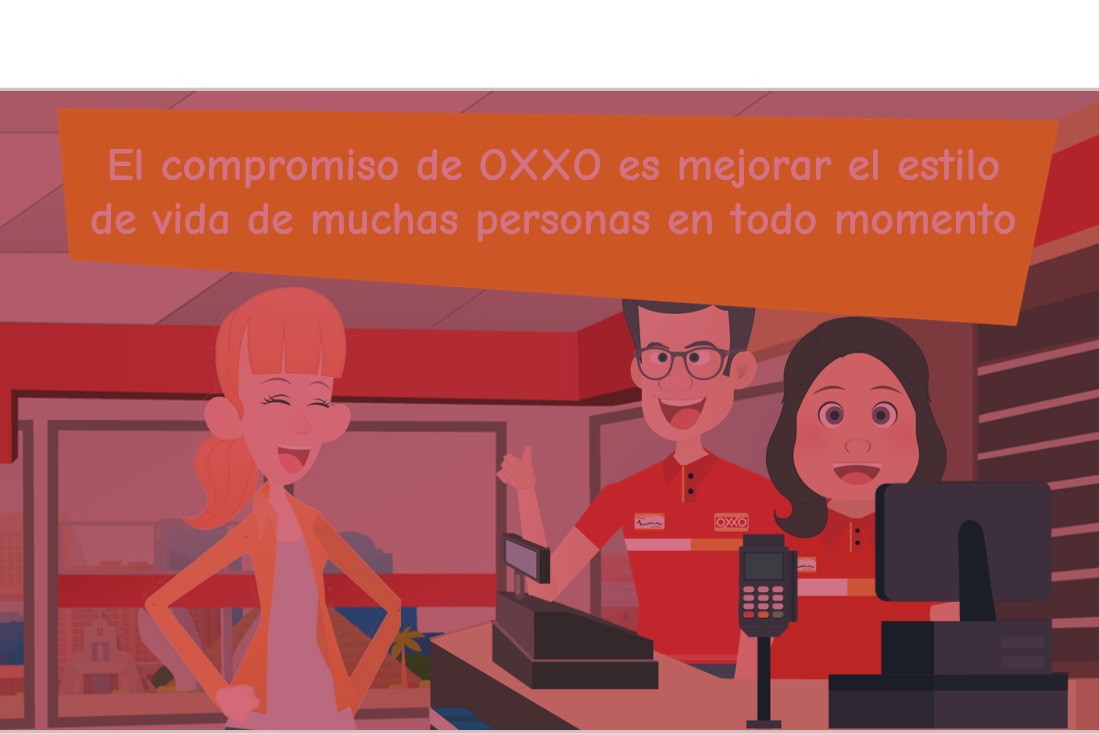 El compromiso de OXXO es mejorar el estilo
de vida de muchas personas en todo momento
OXXO